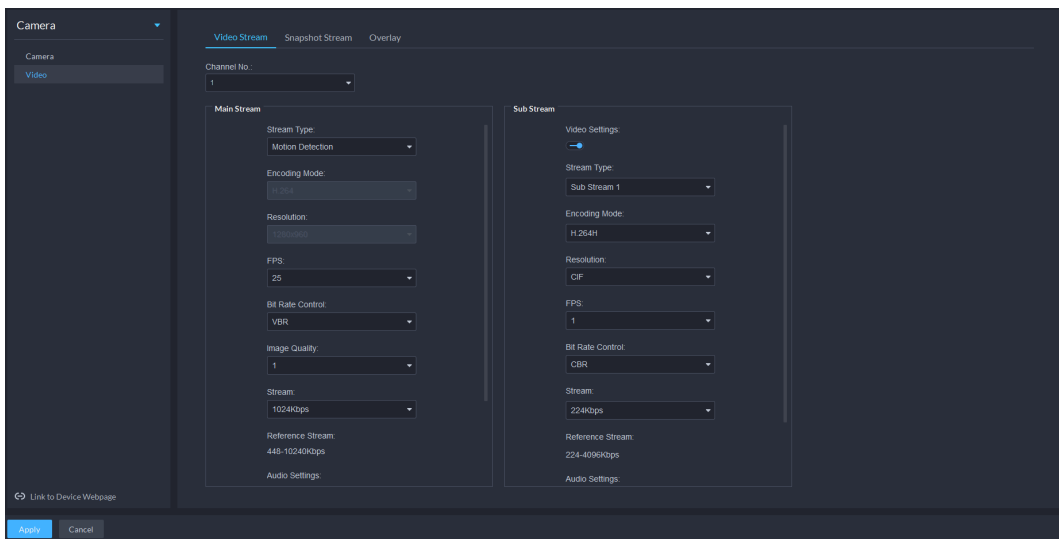 Camera
Camera
Video
Link to Device Webpage
Video Stream Snapshot Stream Overlay
Channel No.:
1
Main Stream
Stream Type:
Motion Detection
Encoding Mode:
H.264
Resolution:
FPS:
25
Bit Rate Control:
VBR
Image Quality:
1
Stream:
1024Kbps
Reference Stream:
448-10240Kbps
Audio Settings:
Sub Stream
Video Settings:
Stream Type:
Sub Stream 1
Encoding Mode:
H.264H
Resolution:
CIF
FPS:
1
Bit Rate Control:
CBR
Stream:
224Kbps
Reference Stream:
224-4096Kbps
Audio Settings:
Apply Cancel